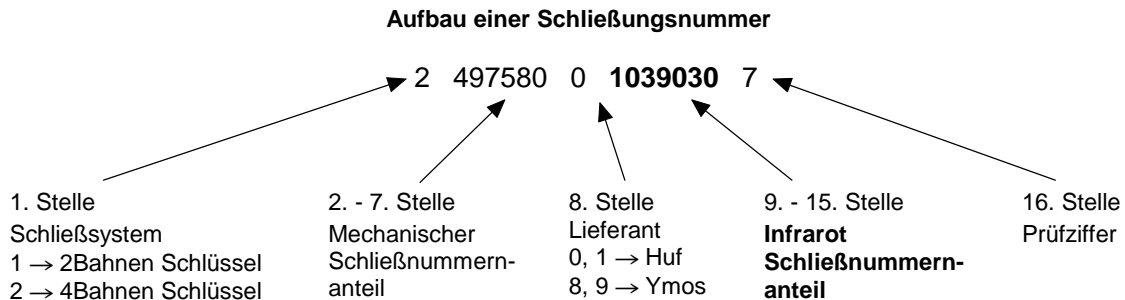 Aufbau einer Schließungsnummer
2 497580 0 1039030 7
1. Stelle
Schließsystem
1 → 2Bahnen Schlüssel
2 → 4Bahnen Schlüssel
2. - 7. Stelle
Mechanischer
Schließnummern-
anteil
8. Stelle
Lieferant
0, 1 → Huf
8, 9 → Ymos
9. - 15. Stelle
Infrarot
Schließnummern-
anteil
16. Stelle
Prüfziffer